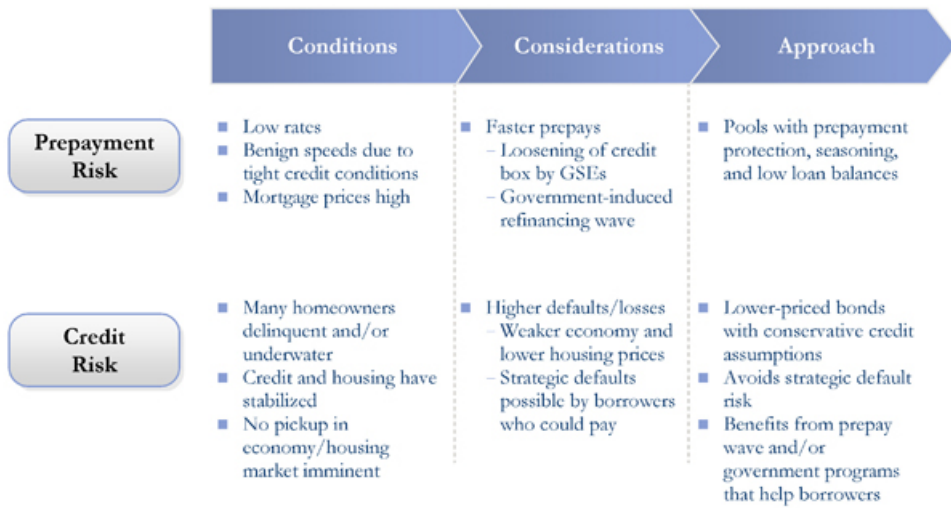 Conditions
Considerations
Approach
Prepayment
Risk
■ Low rates
■ Benign speeds due to
tight credit conditions
■ Mortgage prices high
■ Faster prepays
– Loosening of credit
box by GSEs
– Government-induced
refinancing wave
■ Pools with prepayment
protection, seasoning,
and low loan balances
Credit
Risk
■ Many homeowners
delinquent and/or
underwater
■ Credit and housing have
stabilized
■ No pickup in
economy/housing
market imminent
■ Higher defaults/losses
– Weaker economy and
lower housing prices
– Strategic defaults
possible by borrowers
who could pay
■ Lower-priced bonds
with conservative credit
assumptions
■ Avoids strategic default
risk
■ Benefits from prepay
wave and/or
government programs
that help borrowers